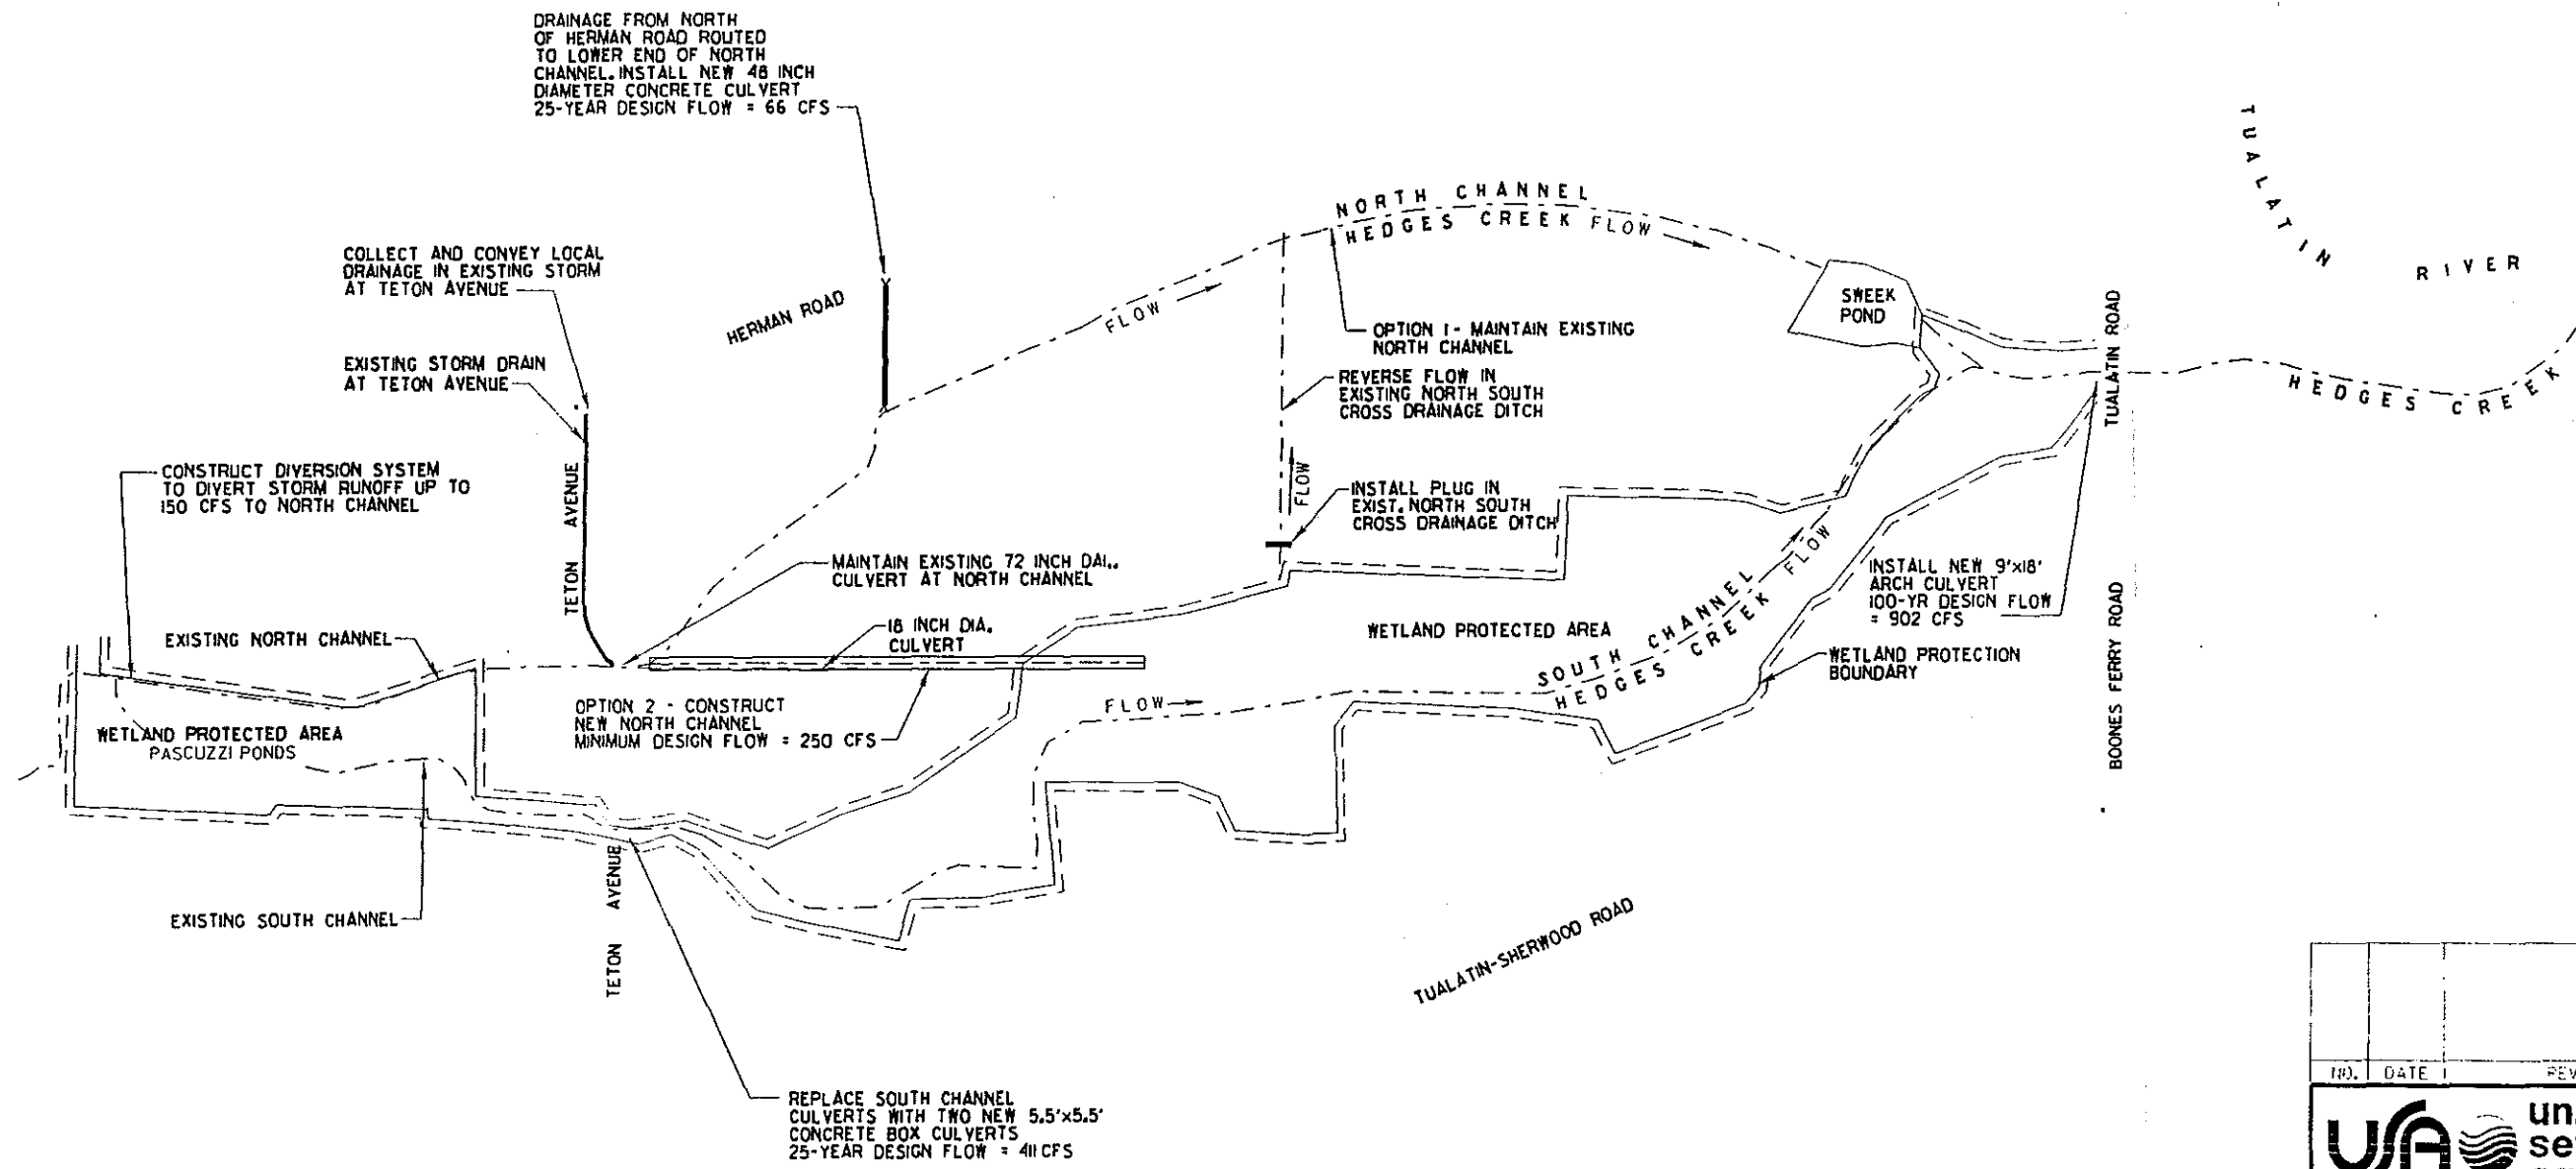 DRAINAGE FROM NORTH
OF HERMAN ROAD ROUTED
TO LOWER END OF NORTH
CHANNEL. INSTALL NEW 48 INCH
DIAMETER CONCRETE CULVERT
25-YEAR DESIGN FLOW = 66 CFS
COLLECT AND CONVEY LOCAL
DRAINAGE IN EXISTING STORM
AT TETON AVENUE
EXISTING STORM DRAIN
AT TETON AVENUE
CONSTRUCT DIVERSION SYSTEM
TO DIVERT STORM RUNOFF UP TO
150 CFS TO NORTH CHANNEL
HERMAN ROAD
TETON AVENUE
FLOW
NORTH CHANNEL
HEDGES CREEK FLOW
TUALATIN RIVER
SWEEK
POND
TUALATIN ROAD
HEDGES CREEK
OPTION 1- MAINTAIN EXISTING
NORTH CHANNEL
REVERSE FLOW IN
EXISTING NORTH SOUTH
CROSS DRAINAGE DITCH
FLOW
INSTALL PLUG IN
EXIST. NORTH SOUTH
CROSS DRAINAGE DITCH
MAINTAIN EXISTING 72 INCH DAI..
CULVERT AT NORTH CHANNEL
18 INCH DIA.
CULVERT
EXISTING NORTH CHANNEL
WETLAND PROTECTED AREA
PASCUZZI PONDS
OPTION 2 - CONSTRUCT
NEW NORTH CHANNEL
MINIMUM DESIGN FLOW = 250 CFS
FLOW
WETLAND PROTECTED AREA
SOUTH CHANNEL
HEDGES CREEK FLOW
INSTALL NEW 9'x18'
ARCH CULVERT
100-YR DESIGN FLOW
= 902 CFS
WETLAND PROTECTION
BOUNDARY
BOONES FERRY ROAD
EXISTING SOUTH CHANNEL
TETON AVENUE
TUALATIN-SHERWOOD ROAD
REPLACE SOUTH CHANNEL
CULVERTS WITH TWO NEW 5.5'x5.5'
CONCRETE BOX CULVERTS
25-YEAR DESIGN FLOW = 411 CFS
NO. DATE REV
USA
un
se